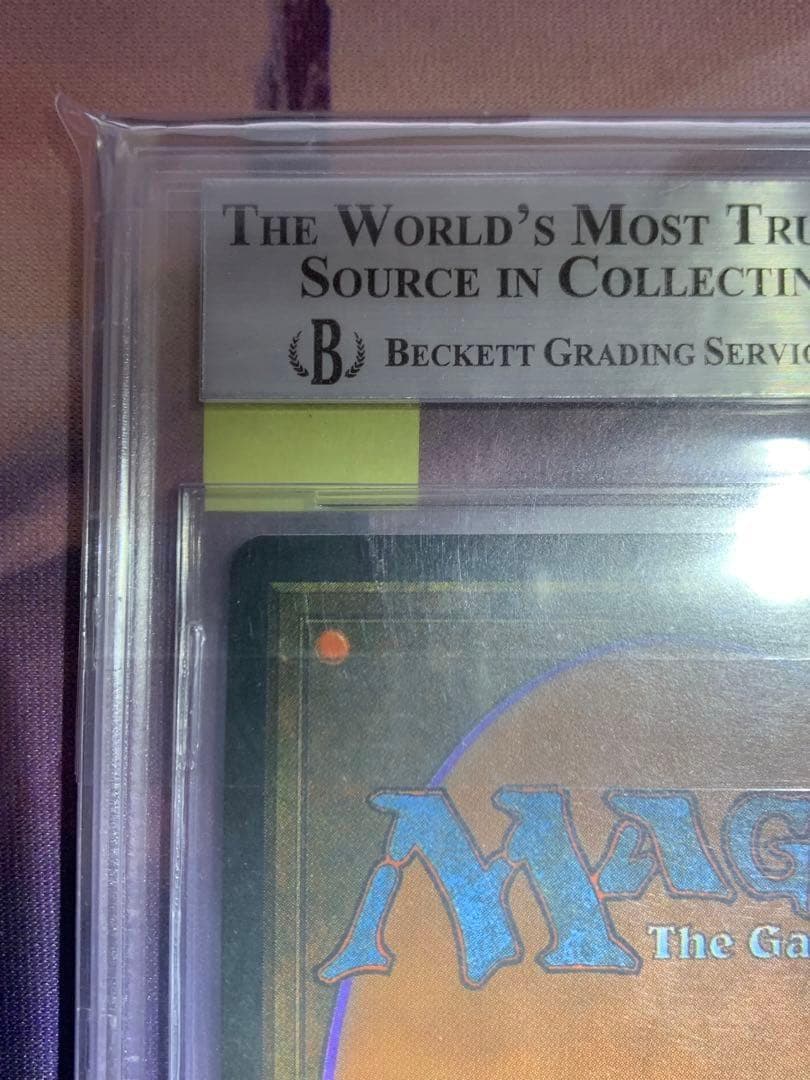 THE WORLD'S MOST TRU
SOURCE IN COLLECTIN
B BECKETT GRADING SERVIC
MAG
The Ga